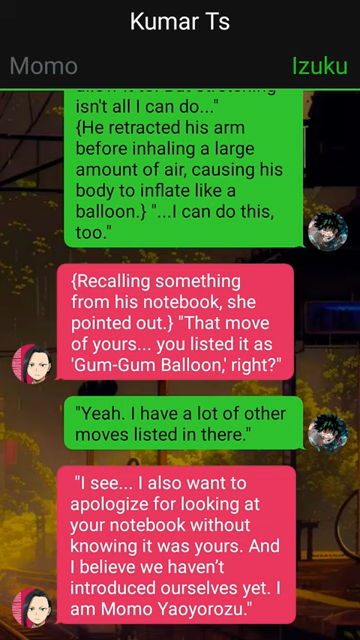 Kumar Ts
Momo
Izuku
isn't all I can do..."
{He retracted his arm
before inhaling a large
amount of air, causing his
body to inflate like a
balloon.} "...I can do this,
too."
{Recalling something
from his notebook, she
pointed out.} "That move
of yours... you listed it as
'Gum-Gum Balloon,' right?"
"Yeah. I have a lot of other
moves listed in there."
"I see... I also want to
apologize for looking at
your notebook without
knowing it was yours. And
I believe we haven't
introduced ourselves yet. I
am Momo Yaoyorozu."